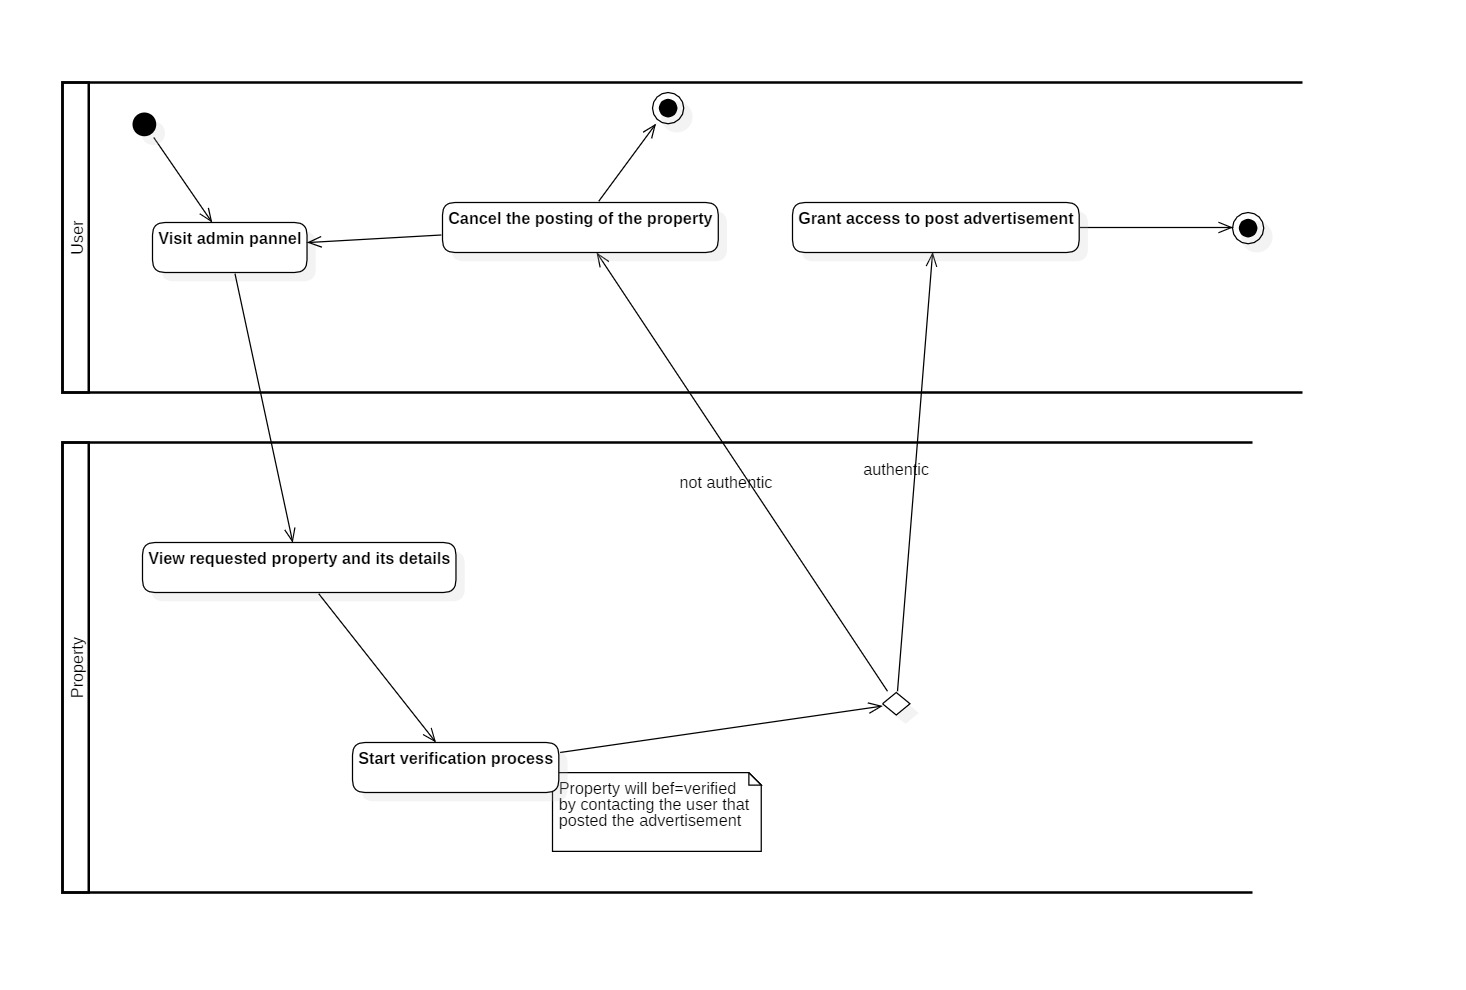 User
Visit admin pannel
Cancel the posting of the property
Grant access to post advertisement
Property
not authentic
authentic
View requested property and its details
Start verification process
Property will bef=verified
by contacting the user that
posted the advertisement